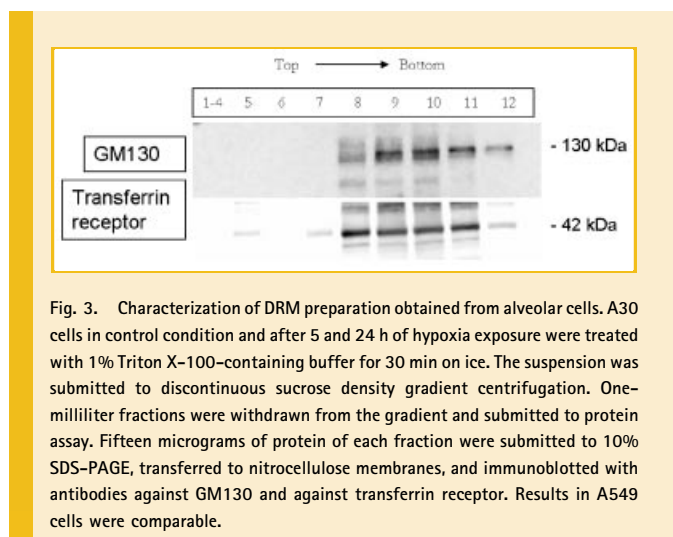 Top → Bottom
1-4 5 6 7 8 9 10 11 12
GM130
- 130 kDa
Transferrin
receptor
- 42 kDa
Fig. 3. Characterization of DRM preparation obtained from alveolar cells. A30
cells in control condition and after 5 and 24 h of hypoxia exposure were treated
with 1% Triton X-100-containing buffer for 30 min on ice. The suspension was
submitted to discontinuous sucrose density gradient centrifugation. One-
milliliter fractions were withdrawn from the gradient and submitted to protein
assay. Fifteen micrograms of protein of each fraction were submitted to 10%
SDS-PAGE, transferred to nitrocellulose membranes, and immunoblotted with
antibodies against GM130 and against transferrin receptor. Results in A549
cells were comparable.